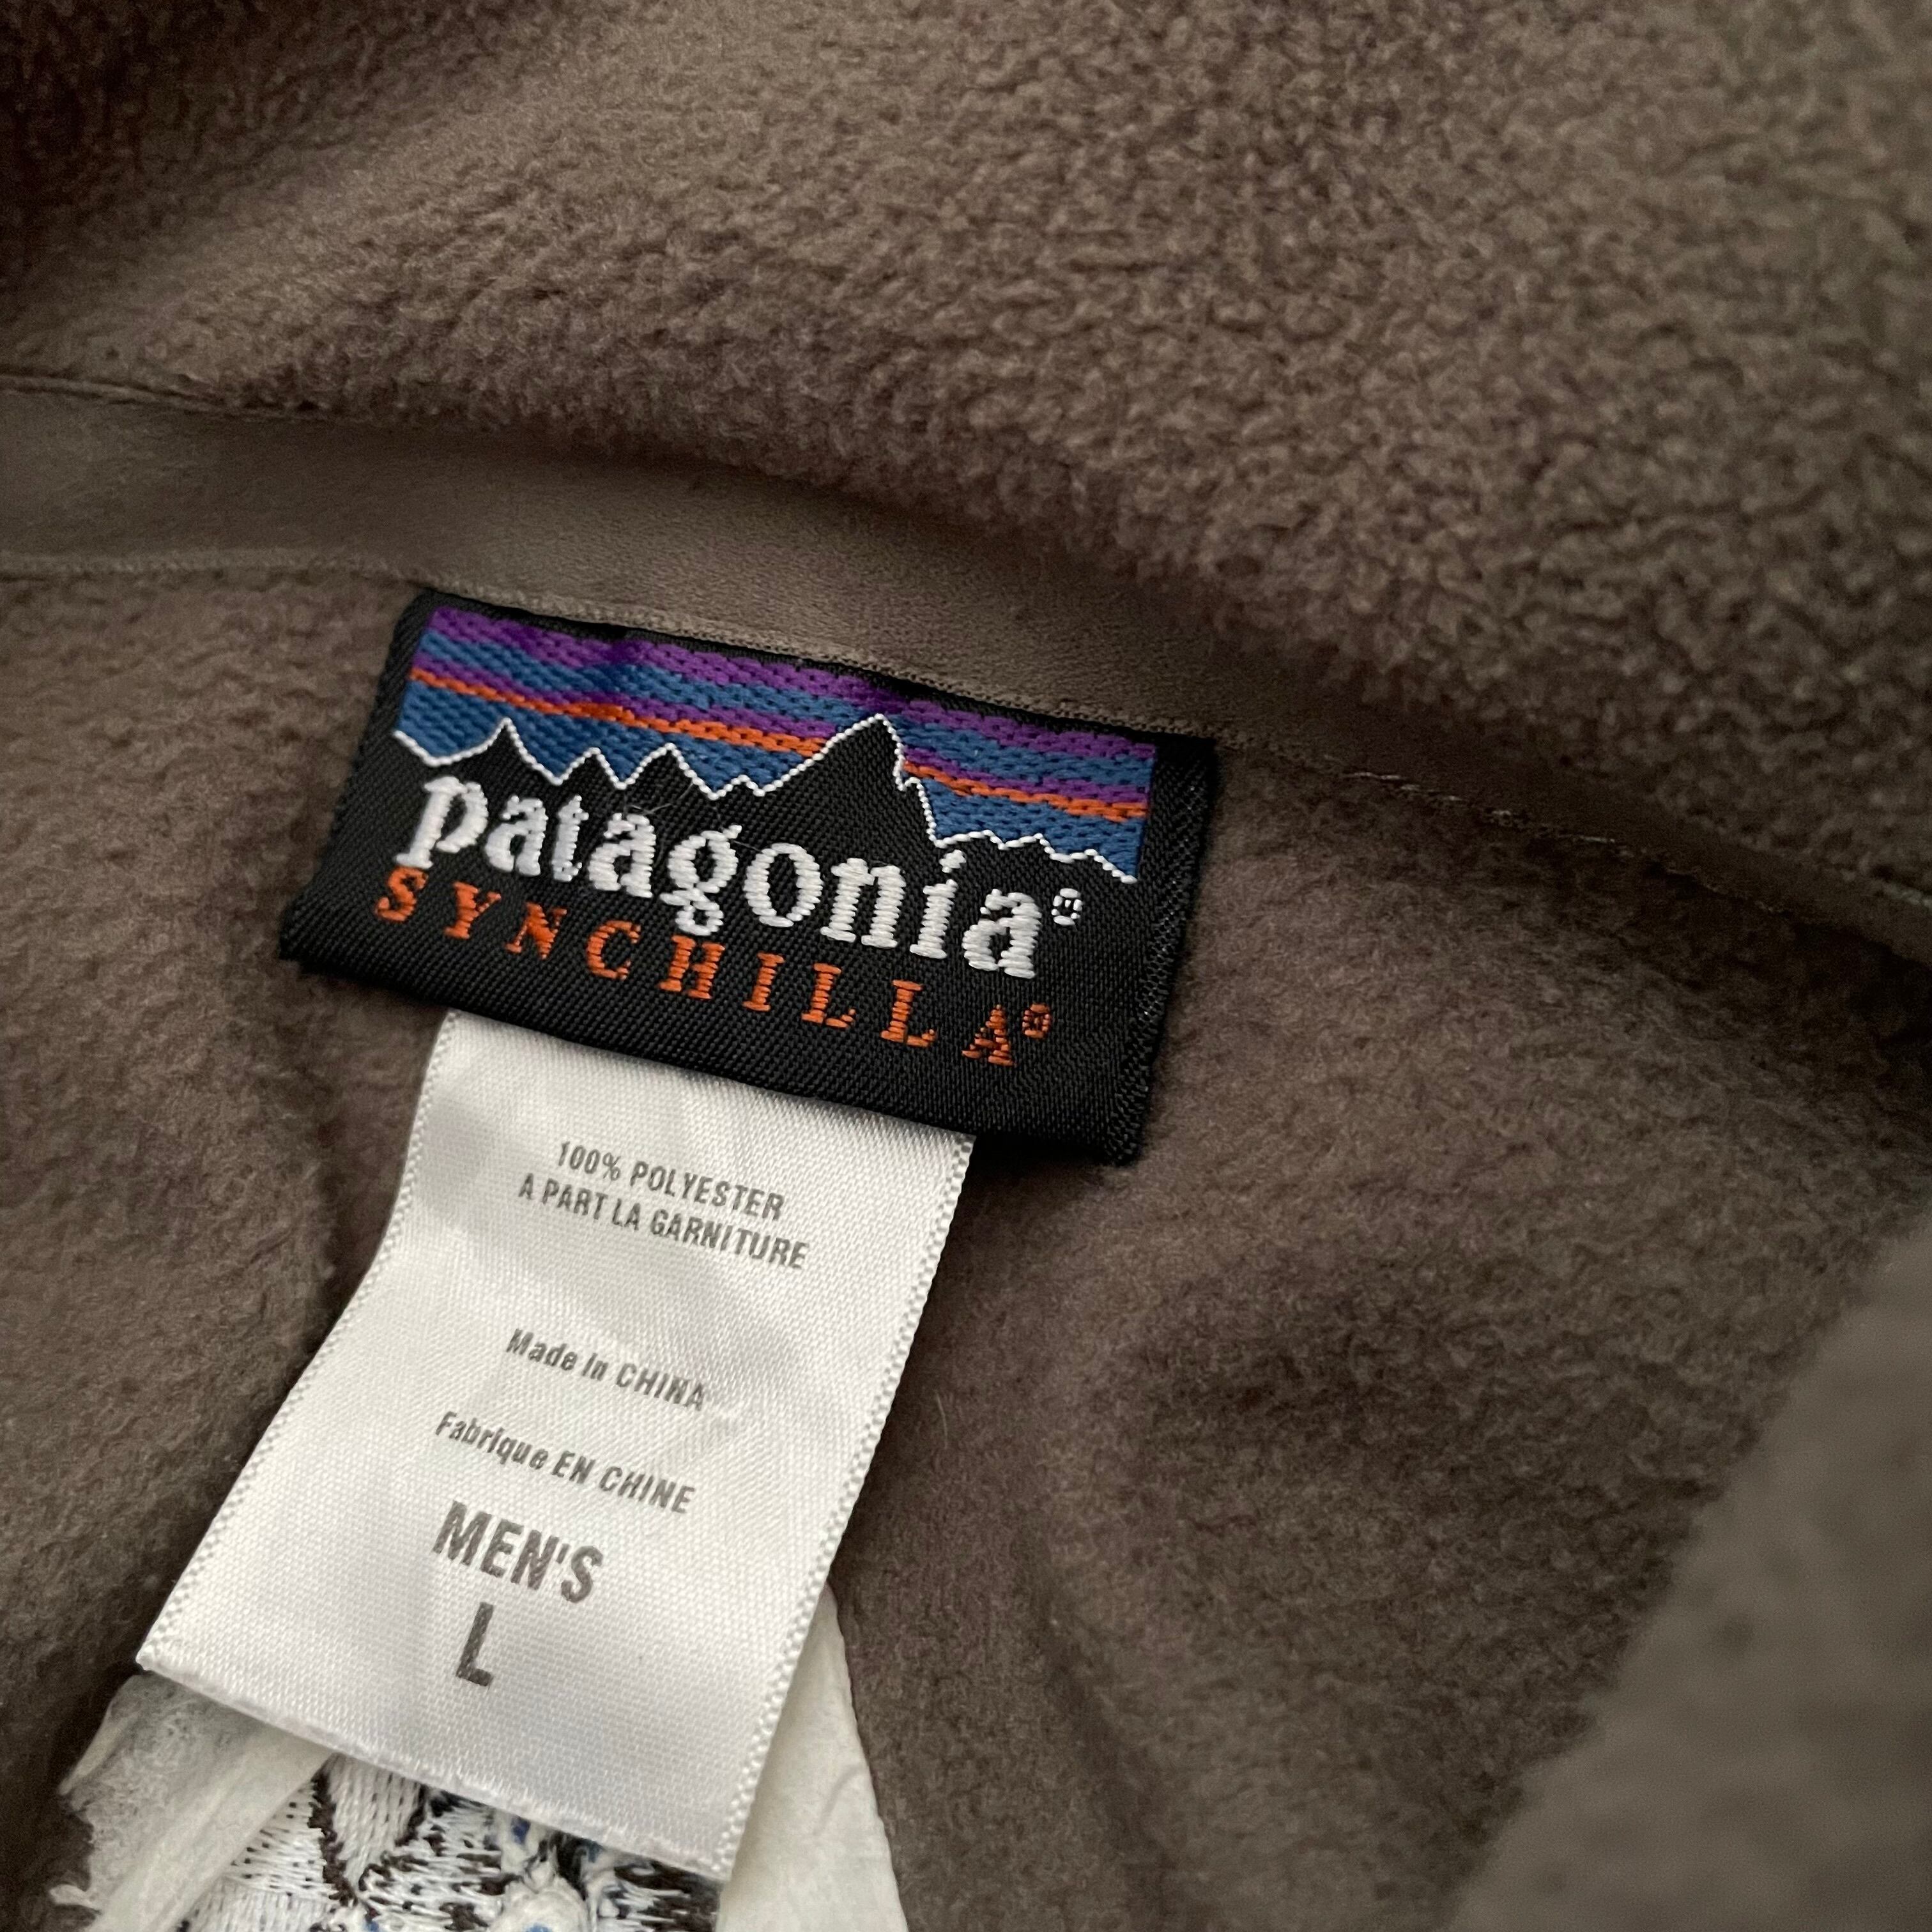 patagonia®
SYNCHILLA®
100% POLYESTER
A PART LA GARNITURE
Made in CHINA
Fabrique EN CHINE
MEN'S
L